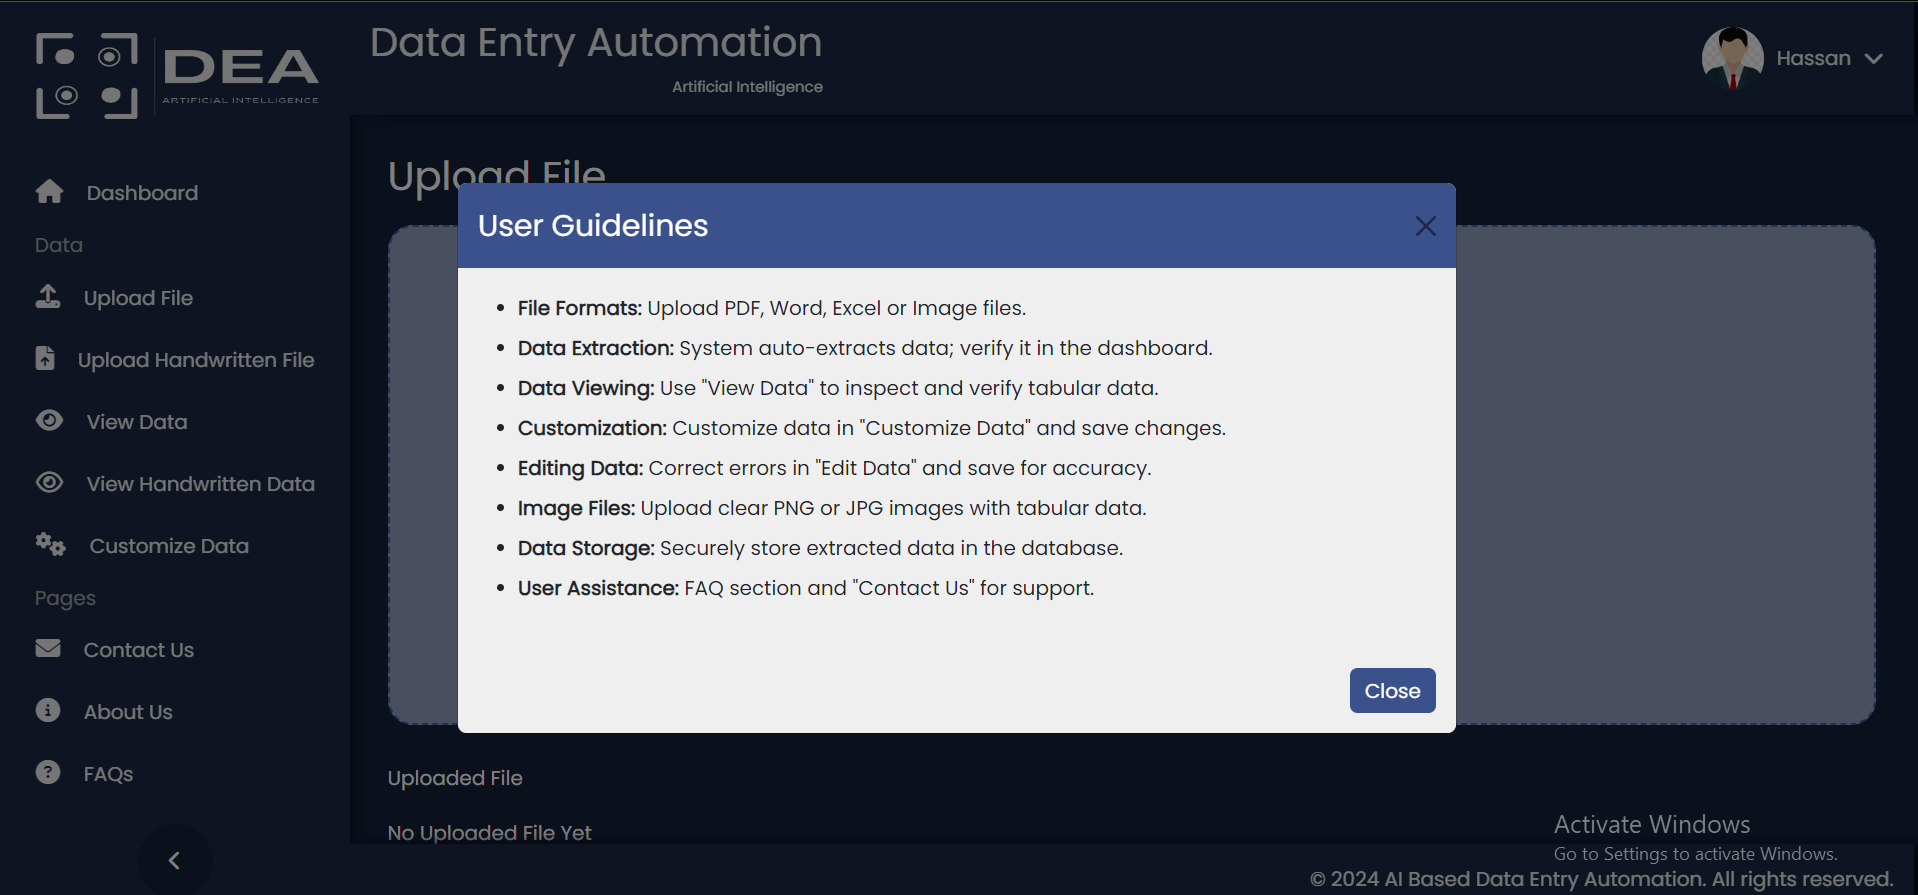 DEA
ARTIFICIAL INTELLIGENCE
Data Entry Automation
Artificial Intelligence
Hassan
Dashboard
Data
Upload File
Upload Handwritten File
View Data
View Handwritten Data
Customize Data
Pages
Contact Us
About Us
FAQs
Upload File
User Guidelines
• File Formats: Upload PDF, Word, Excel or Image files.
• Data Extraction: System auto-extracts data; verify it in the dashboard.
• Data Viewing: Use "View Data" to inspect and verify tabular data.
• Customization: Customize data in "Customize Data" and save changes.
• Editing Data: Correct errors in "Edit Data" and save for accuracy.
• Image Files: Upload clear PNG or JPG images with tabular data.
• Data Storage: Securely store extracted data in the database.
• User Assistance: FAQ section and "Contact Us" for support.
Close
Uploaded File
No Uploaded File Yet
Activate Windows
Go to Settings to activate Windows.
© 2024 AI Based Data Entry Automation. All rights reserved.